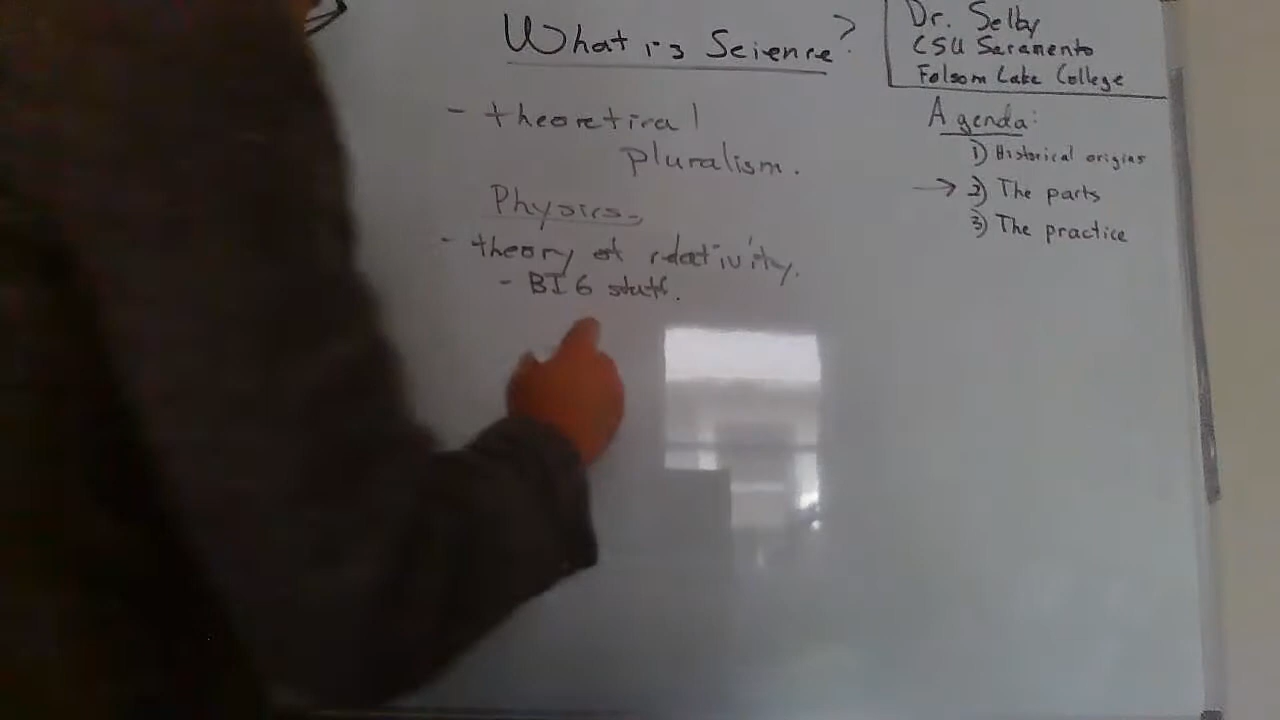 What is Science?
- theoretical
pluralism.
Physics-
- theory of relativity.
- BIG stuff.
Dr. Selby
CSU Saramento
Folsom Lake College
Agenda:
1) Historical origins
→ 2) The parts
3) The practice